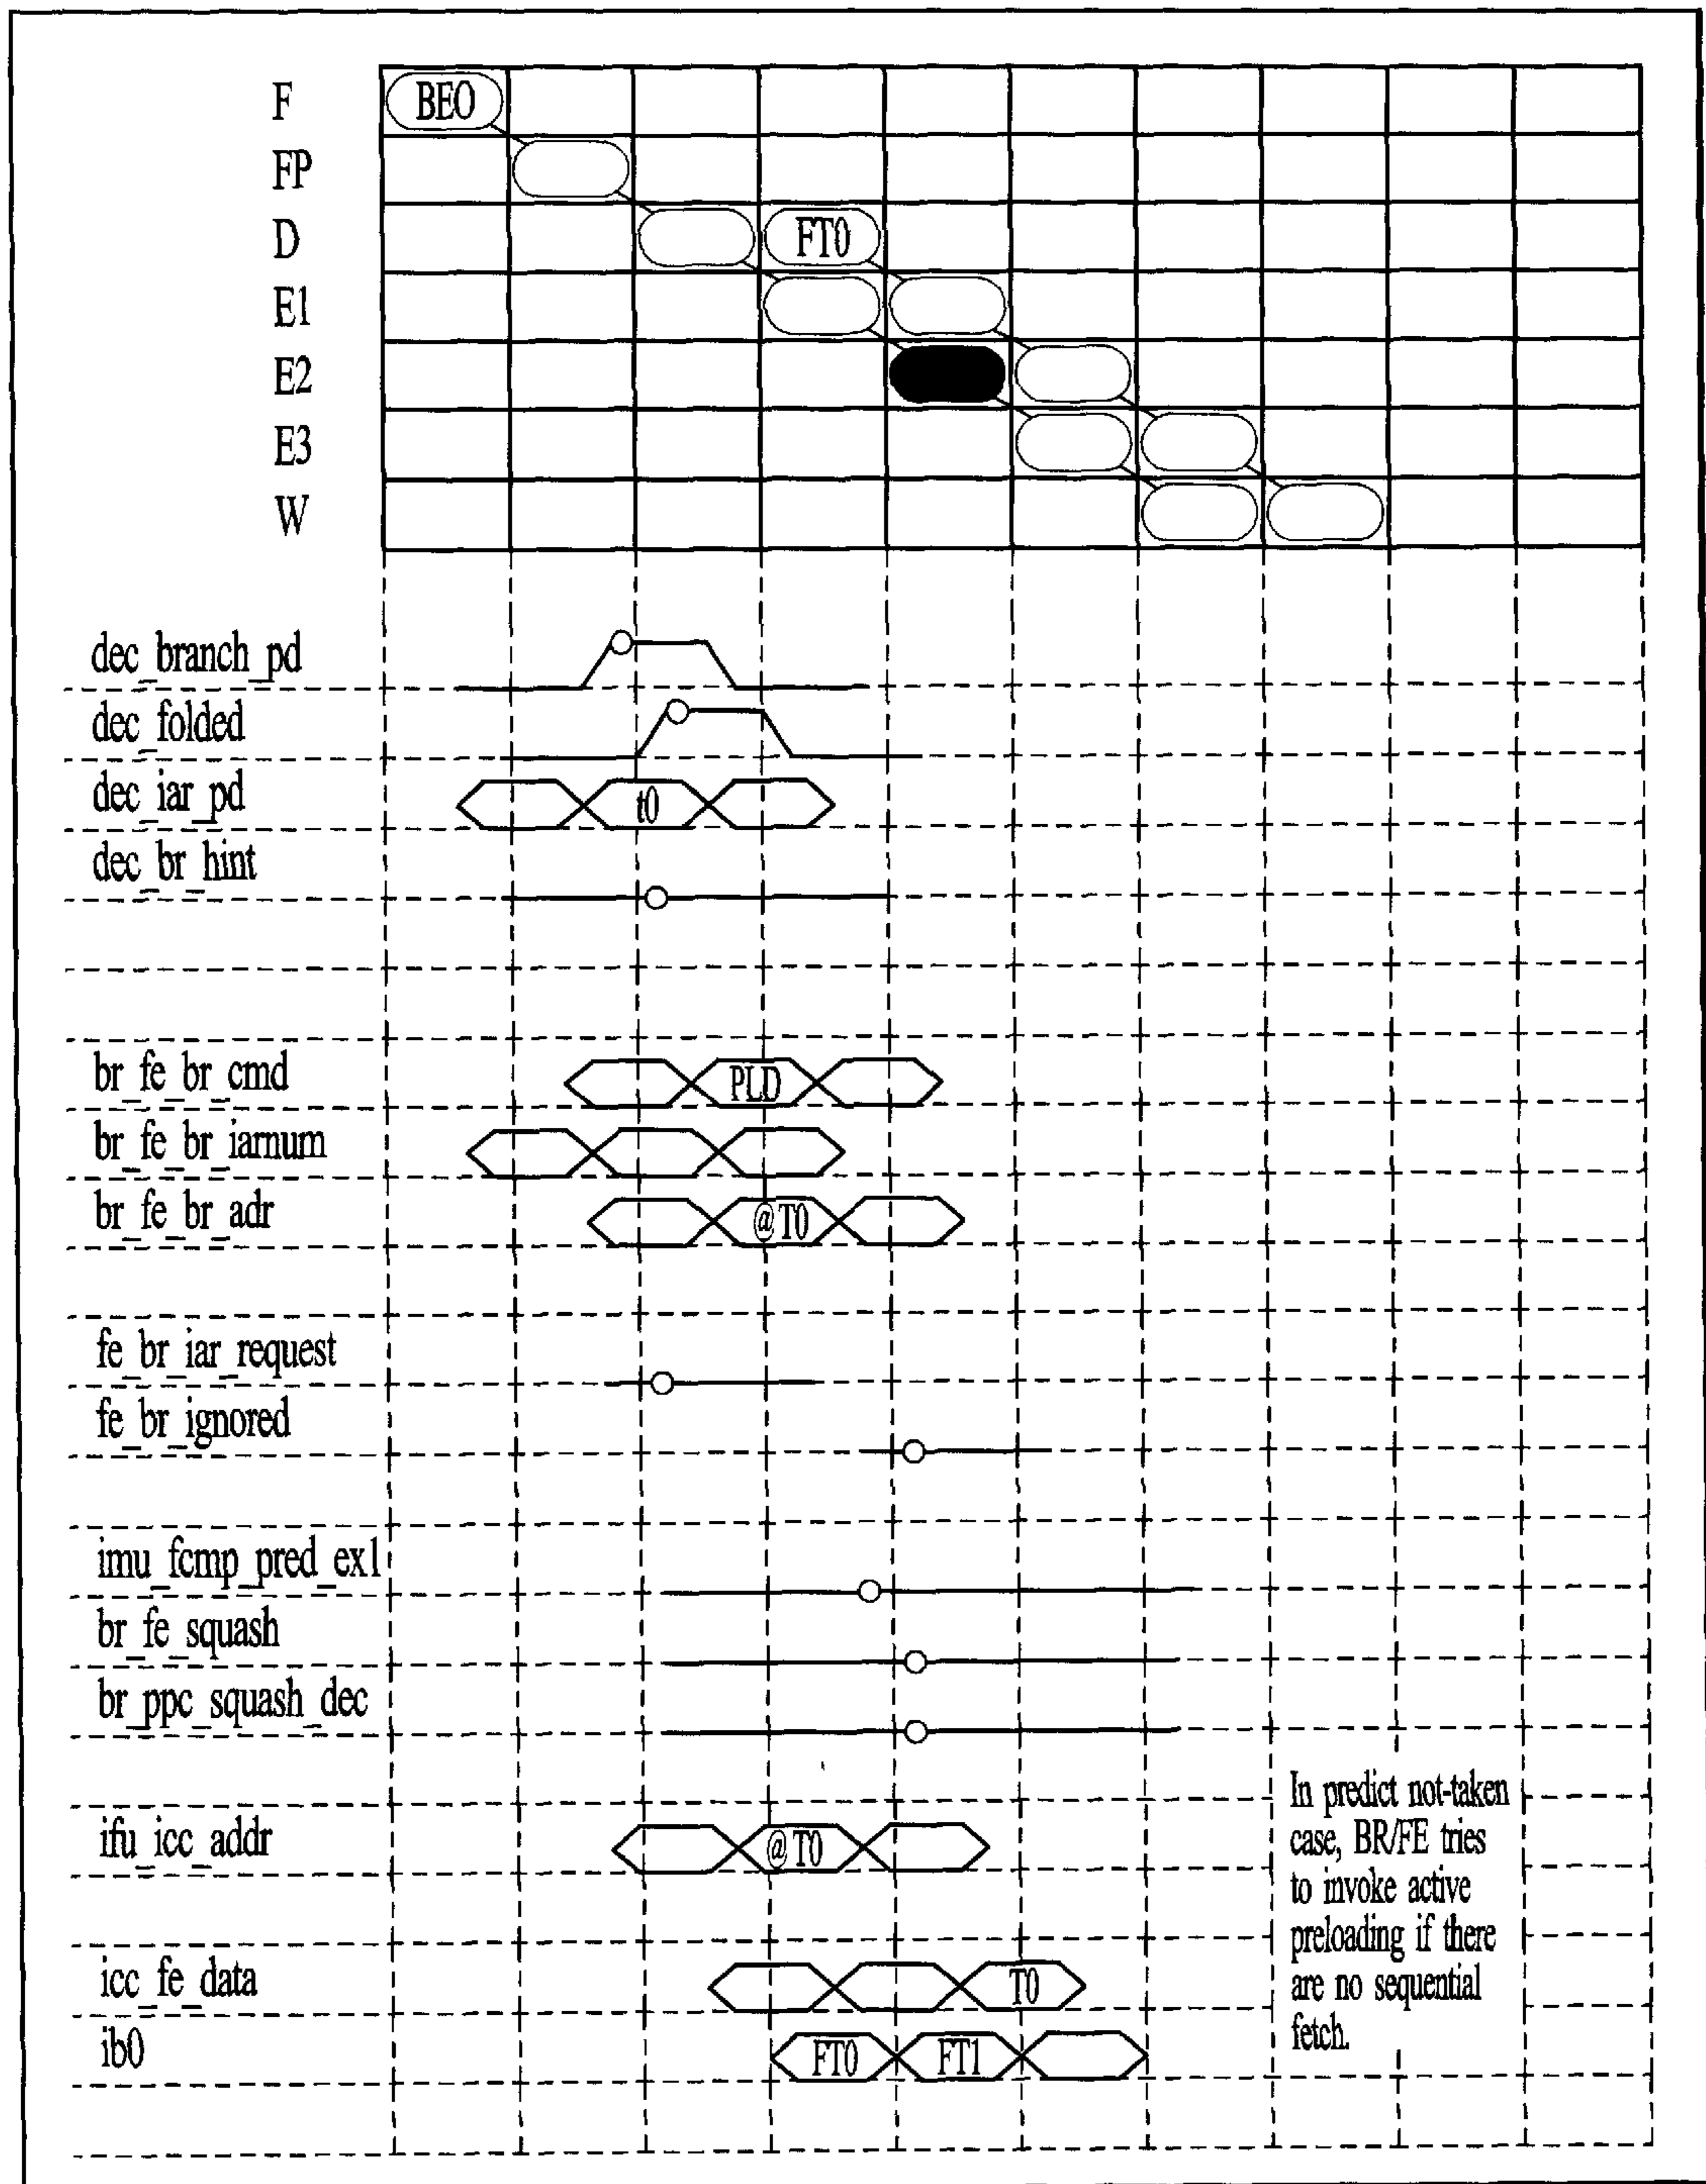 F
BEO
FP
D
FT0
E1
E2
E3
W
dec_branch_pd
dec_folded
dec_iar_pd
t0
dec_br_hint
br_fe_br_cmd
PLD
br_fe_br_iarnum
br_fe_br_adr
@T0
fe_br_iar_request
fe_br_ignored
imu_fcmp_pred_ex1
br_fe_squash
br_ppc_squash_dec
ifu_icc_addr
@T0
In predict not-taken
case, BR/FE tries
to invoke active
preloading if there
are no sequential
fetch.
icc_fe_data
T0
ib0
FT0
FT1